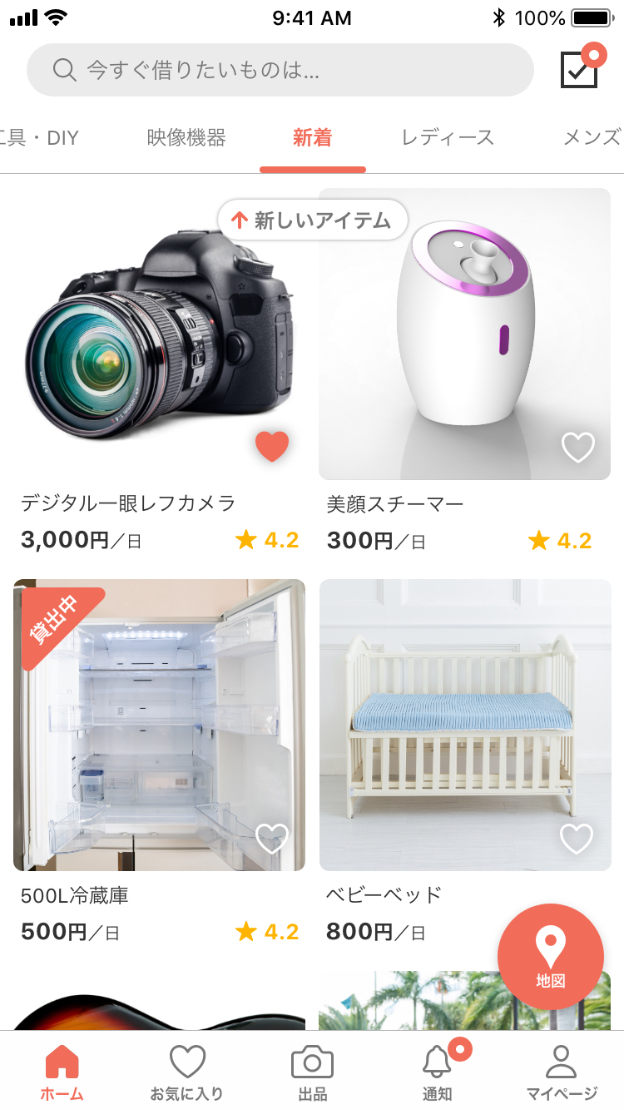 9:41 AM
100%
今すぐ借りたいものは...
工具・DIY
映像機器
新着
レディース
メンズ
新しいアイテム
デジタル一眼レフカメラ
美顔スチーマー
3,000円／日
4.2
300円／日
4.2
貸出中
500L冷蔵庫
ベビーベッド
500円／日
4.2
800円／日
地図
ホーム
お気に入り
出品
通知
マイページ